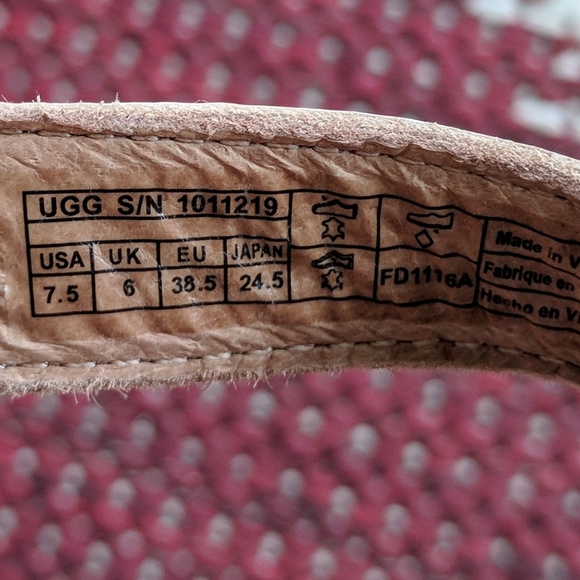 UGG S/N 1011219
USA UK EU JAPAN
7.5 6 38.5 24.5
FD1116A
Made in V
Fabrique en
Hecho en Vi